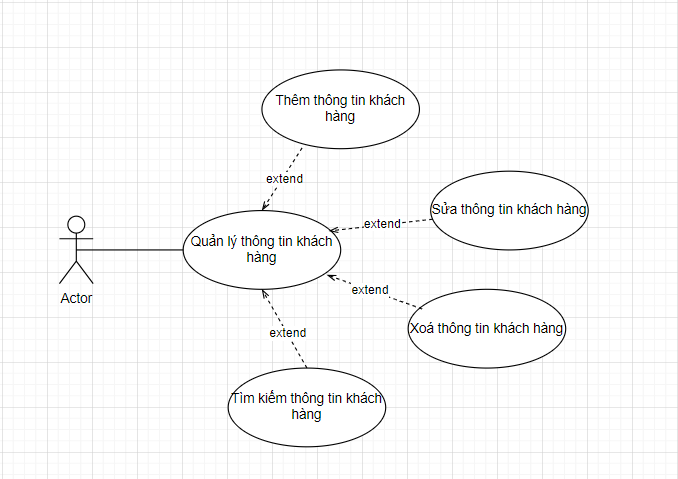 Thêm thông tin khách
hàng
extend
Sửa thông tin khách hàng
extend
Quản lý thông tin khách
hàng
extend
Actor
Xoá thông tin khách hàng
extend
Tìm kiếm thông tin khách
hàng